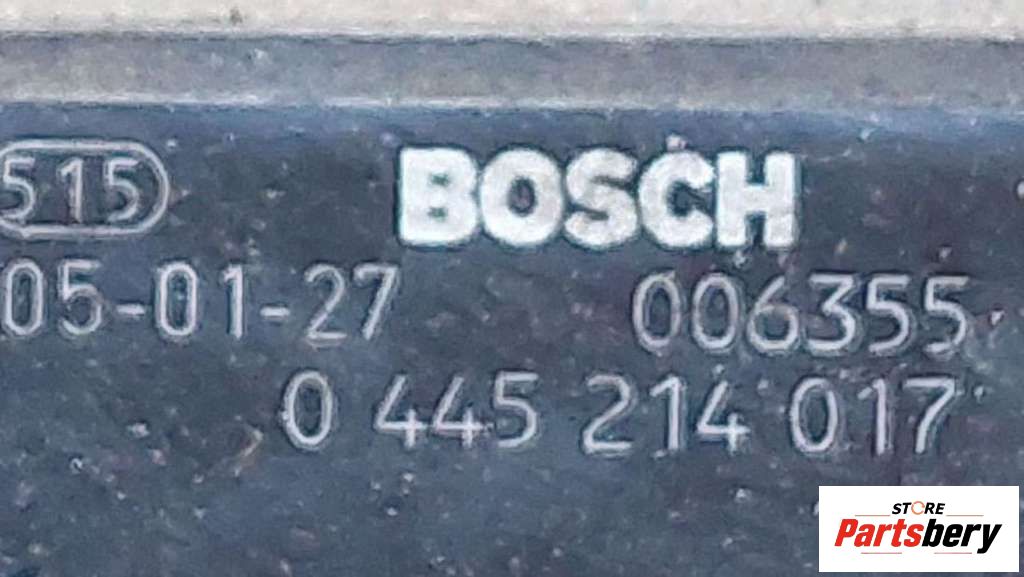 515 BOSCH
05-01-27 006355
0 445 214 017
STORE
Partsbery